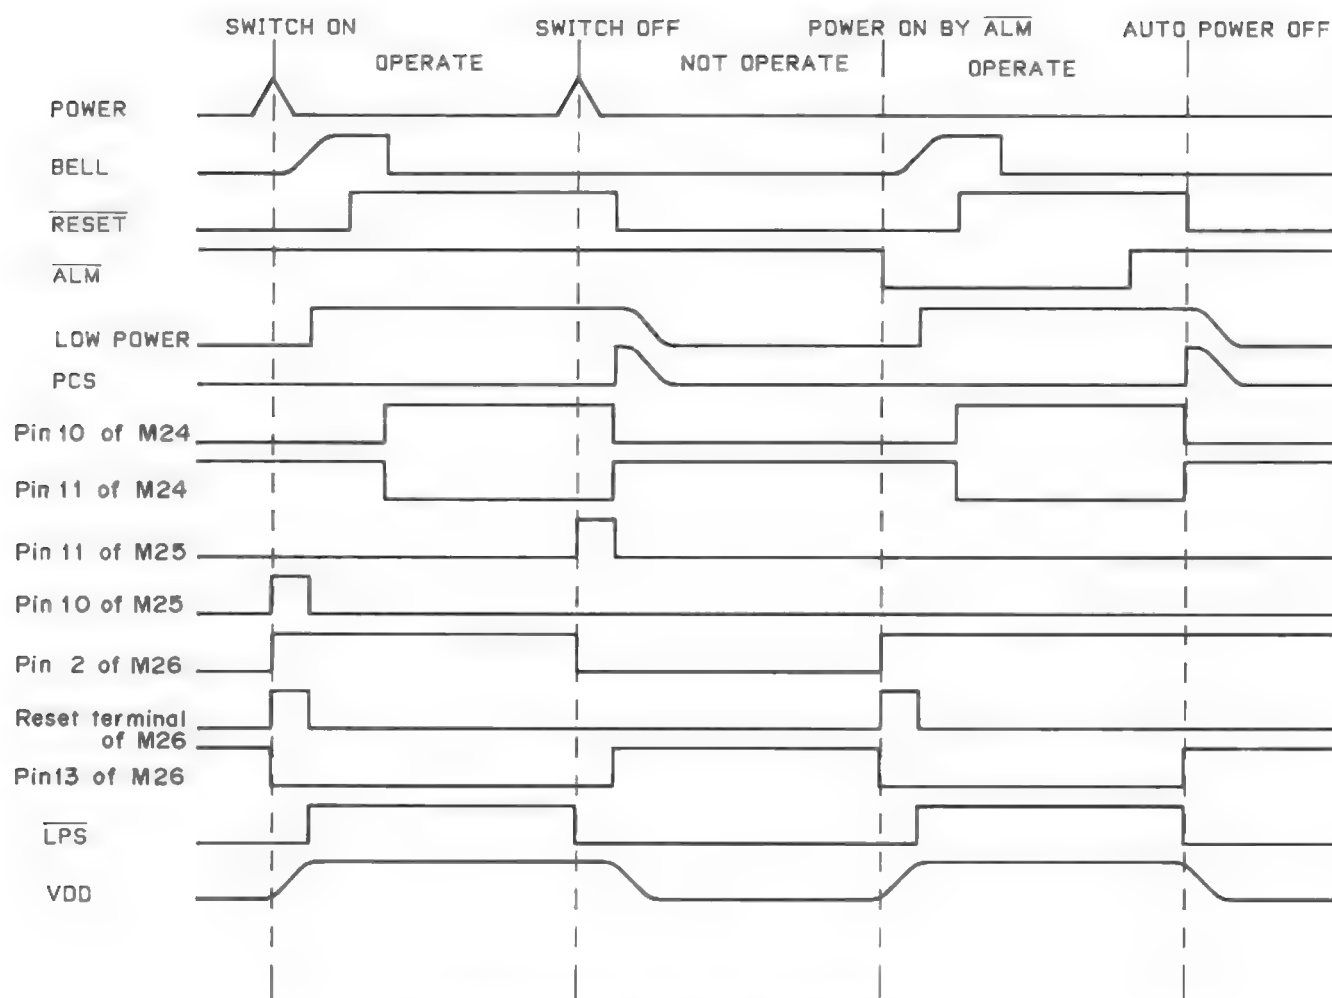 SWITCH ON
SWITCH OFF
POWER ON BY ALM
AUTO POWER OFF
OPERATE
NOT OPERATE
OPERATE
POWER
BELL
RESET
ALM
LOW POWER
PCS
Pin 10 of M24
Pin 11 of M24
Pin 11 of M25
Pin 10 of M25
Pin 2 of M26
Reset terminal
of M26
Pin13 of M26
LPS
VDD